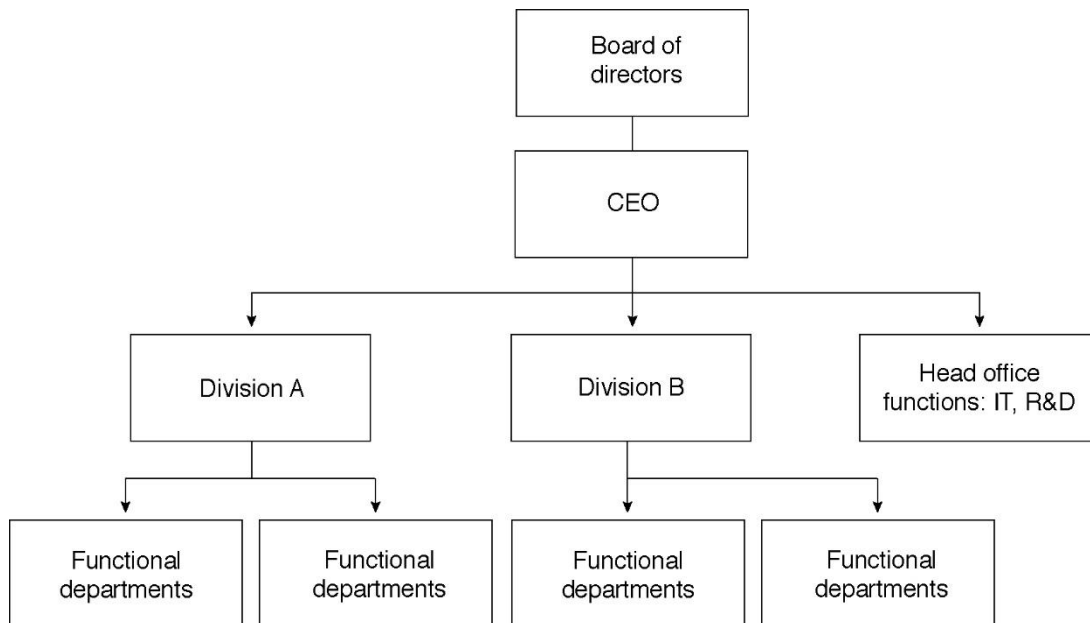 Board of
directors
CEO
Division A
Division B
Head office
functions: IT, R&D
Functional
departments
Functional
departments
Functional
departments
Functional
departments